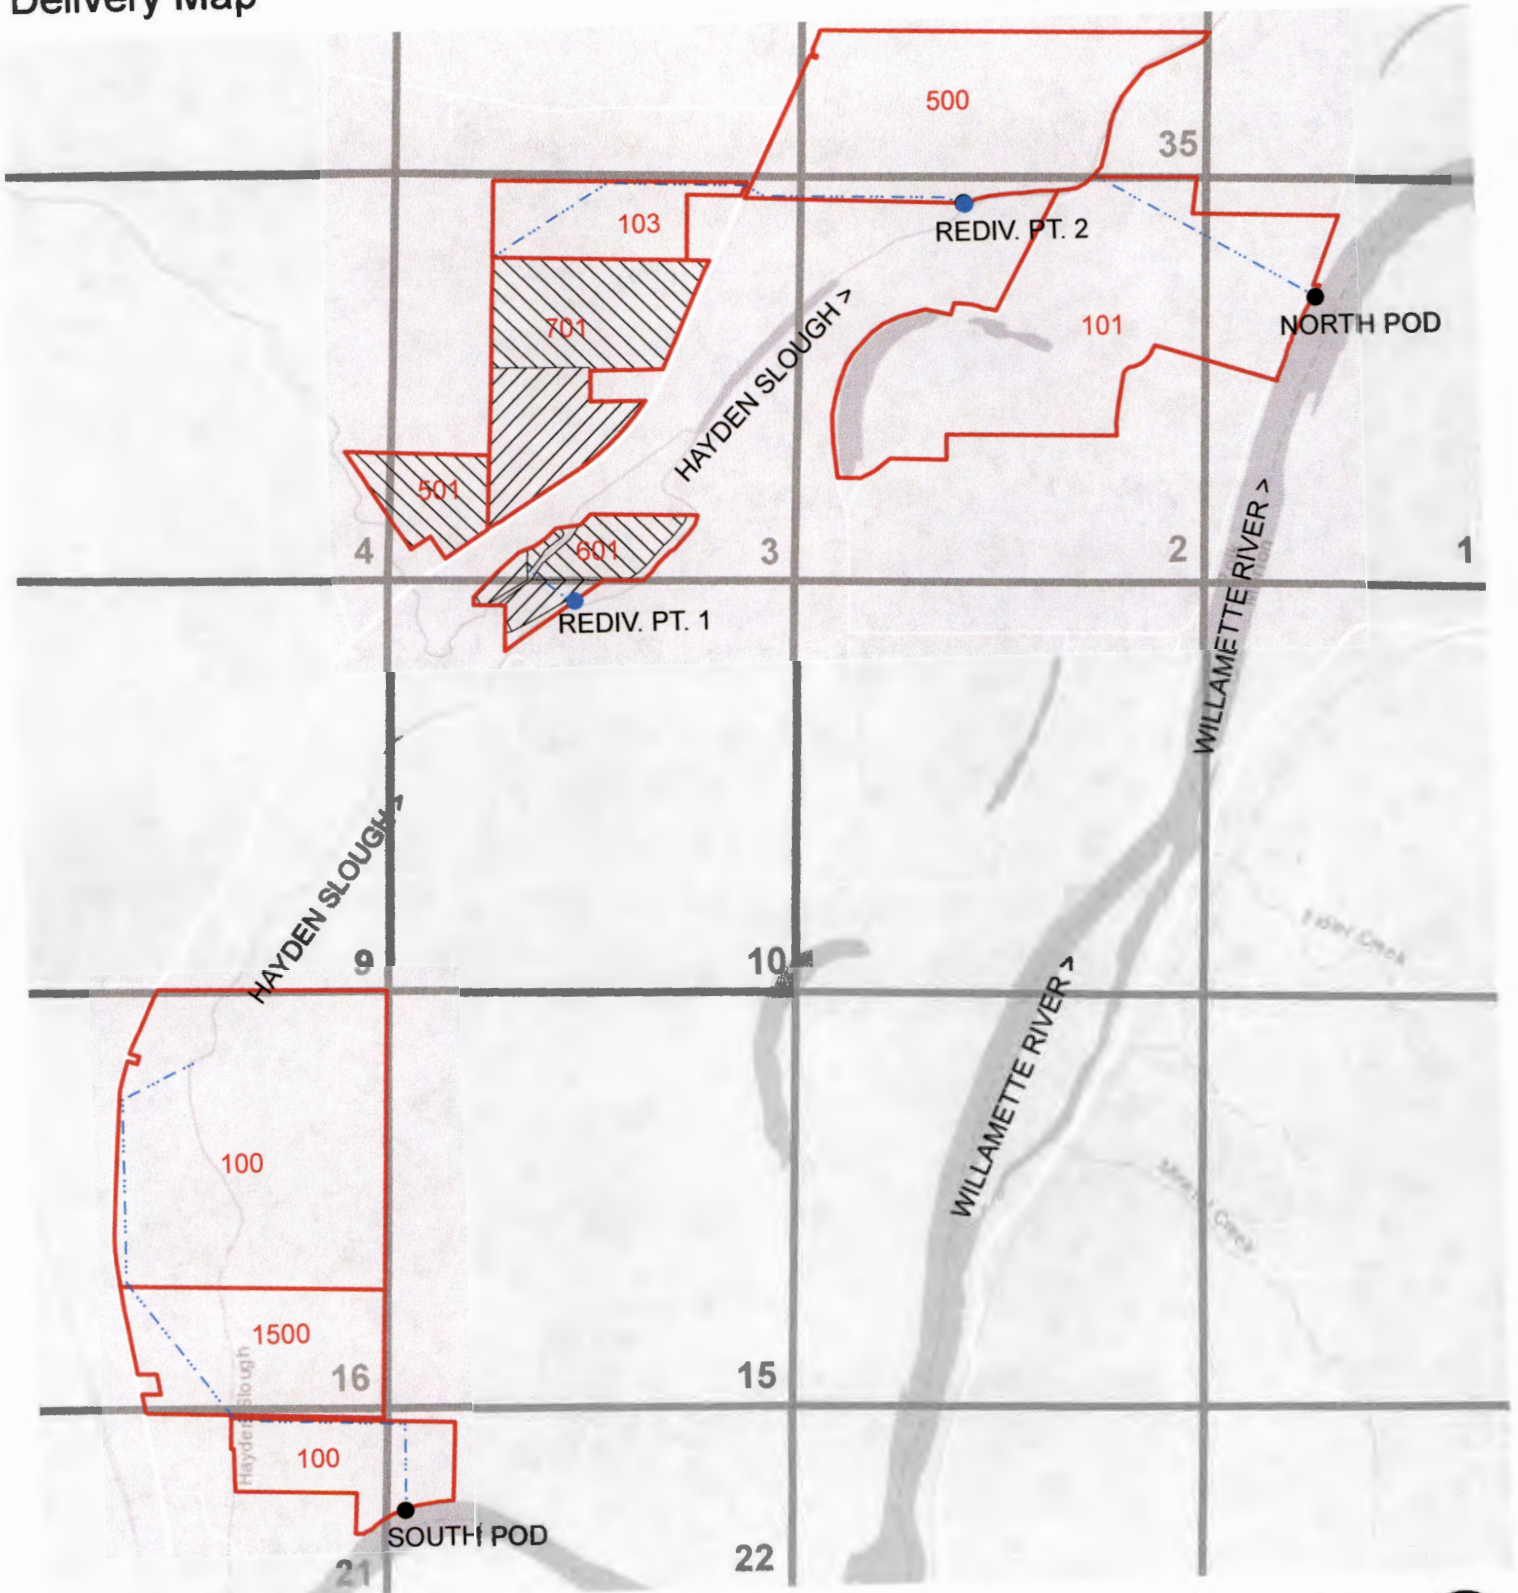 Delivery Map
500
35
103
REDIV. PT. 2
701
HAYDEN SLOUGH >
101
NORTH POD
501
4
601
3
2
1
REDIV. PT. 1
WILLAMETTE RIVER >
HAYDEN SLOUGH >
9
10
WILLAMETTE RIVER >
100
1500
16
15
Hayden Slough
100
SOUTH POD
21
22
Creek
Creek